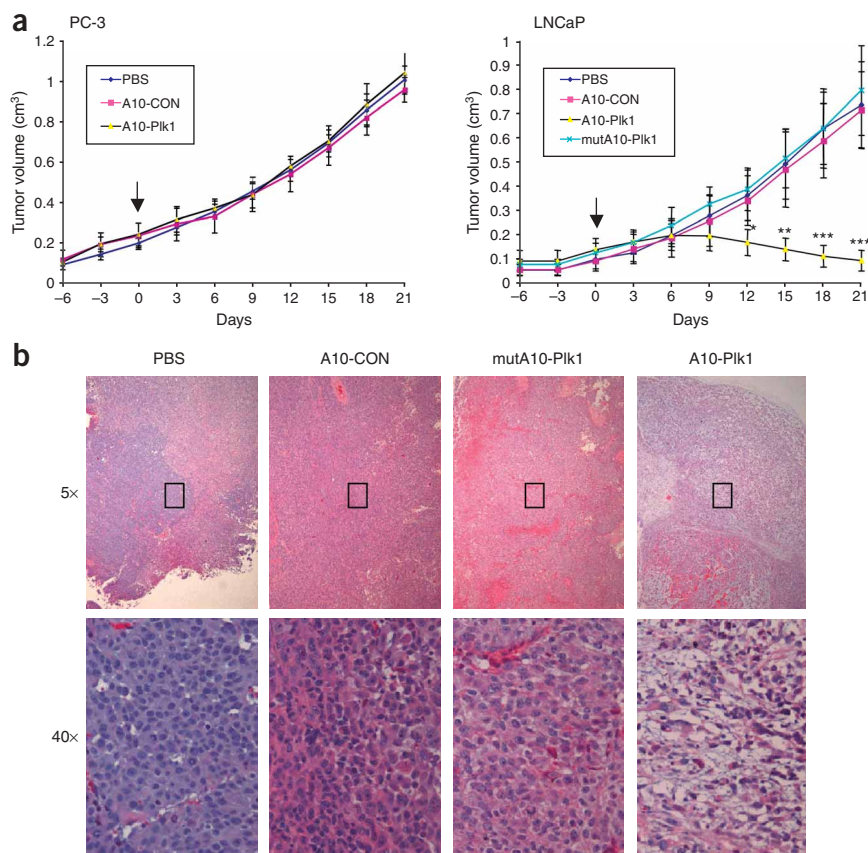 a
PC-3
Tumor volume (cm³)
1.2
1
0.8
0.6
0.4
0.2
0
PBS
A10-CON
A10-Plk1
–6 –3 0 3 6 9 12 15 18 21
Days
LNCaP
Tumor volume (cm³)
1
0.9
0.8
0.7
0.6
0.5
0.4
0.3
0.2
0.1
0
PBS
A10-CON
A10-Plk1
mutA10-Plk1
* ** *** ***
–6 –3 0 3 6 9 12 15 18 21
Days
b
PBS A10-CON mutA10-Plk1 A10-Plk1
5×
40×